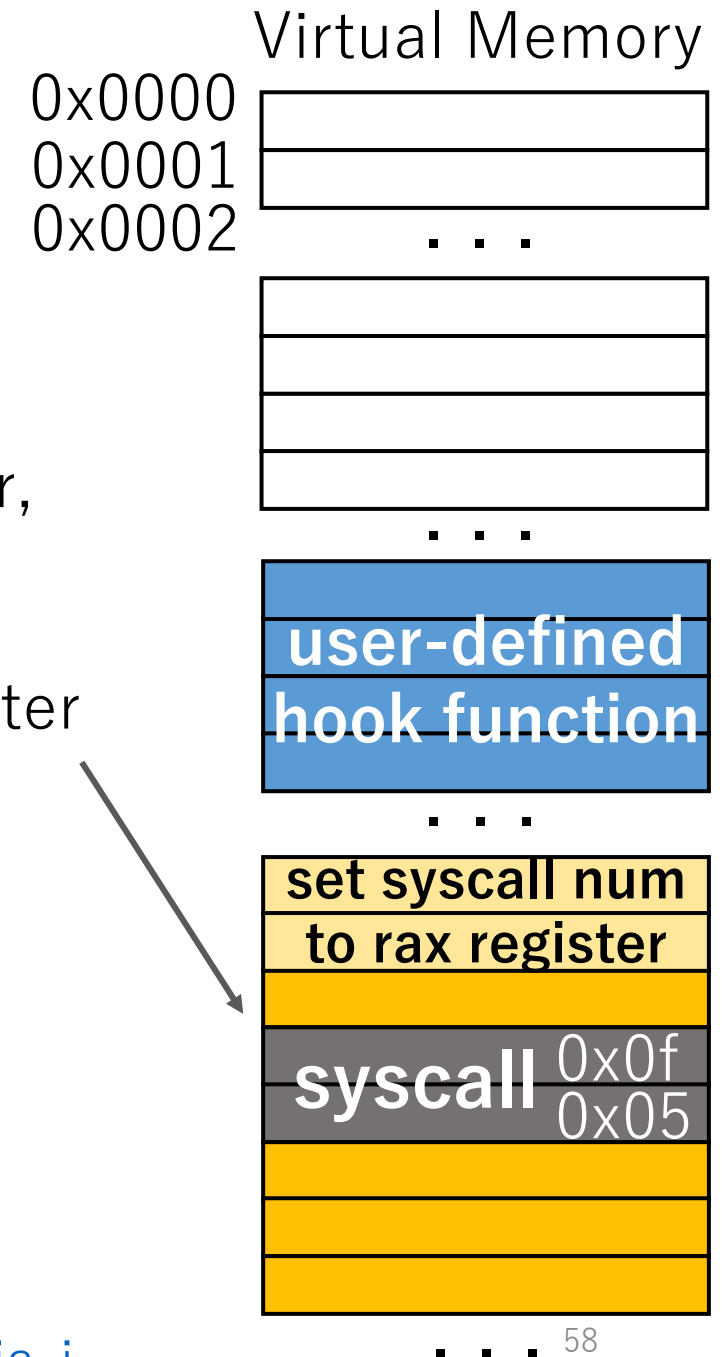 Virtual Memory
0x0000
0x0001
0x0002
. . .
r,
. . .
user-defined
hook function
ter
. . .
set syscall num
to rax register
syscall 0x0f
0x05
. . . 58